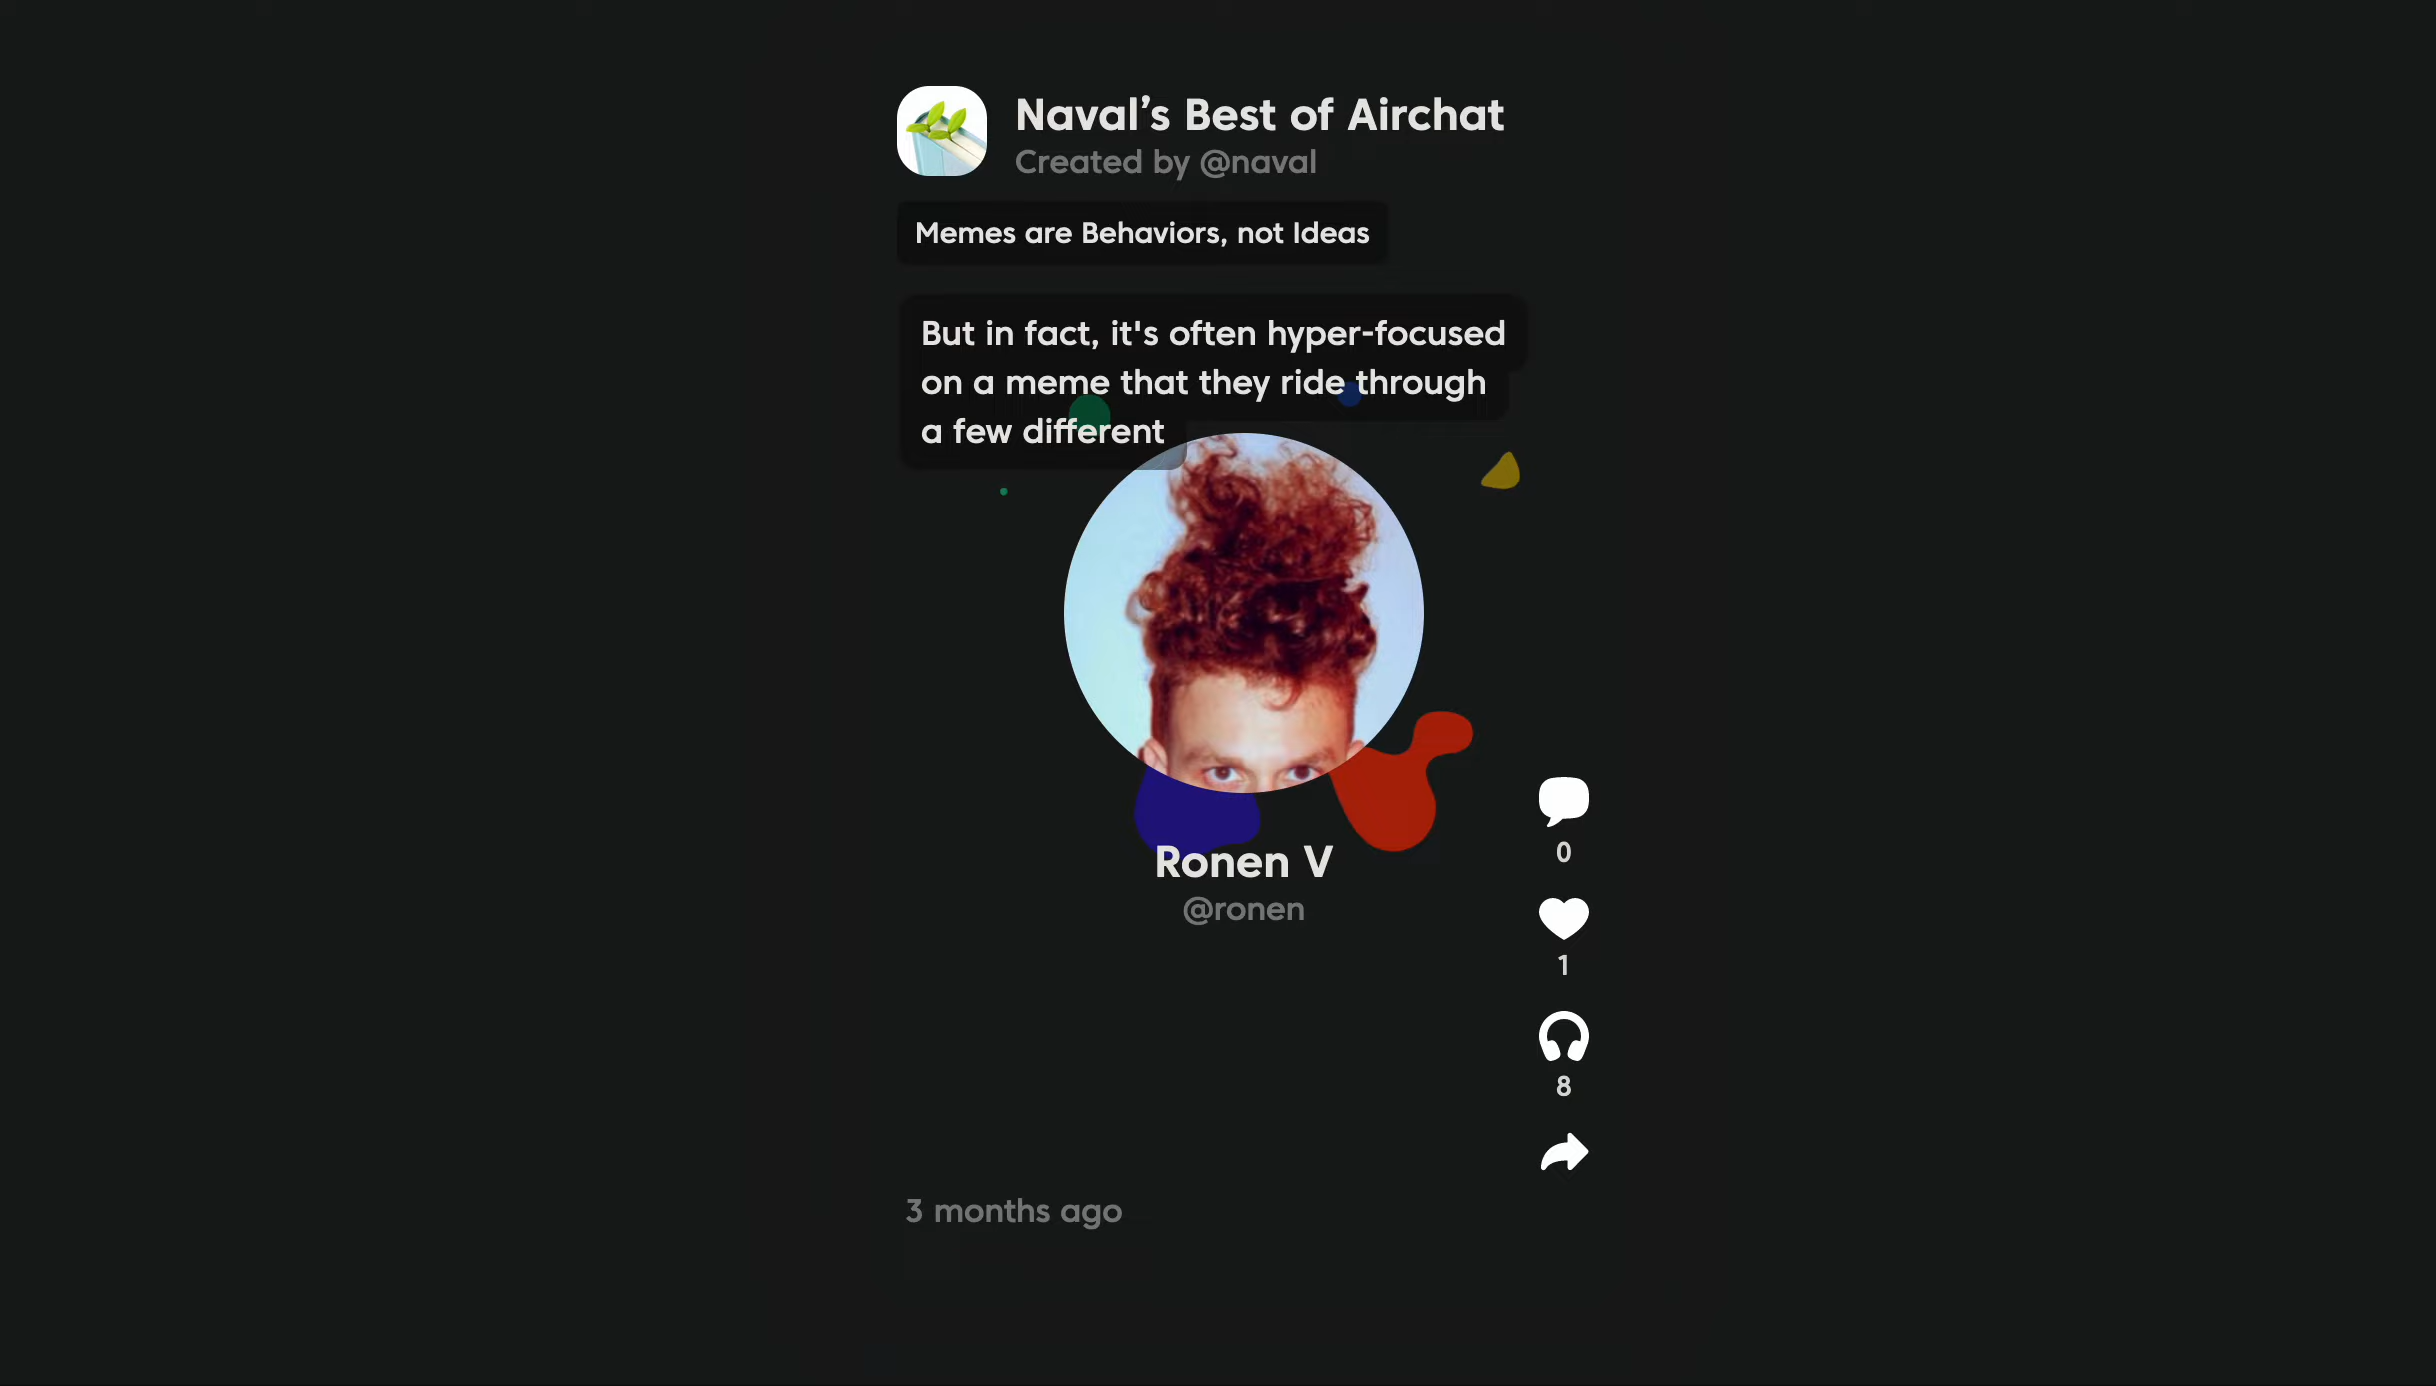 Naval’s Best of Airchat
Created by @naval
Memes are Behaviors, not Ideas
But in fact, it's often hyper-focused
on a meme that they ride through
a few different
Ronen V
@ronen
0
1
8
3 months ago